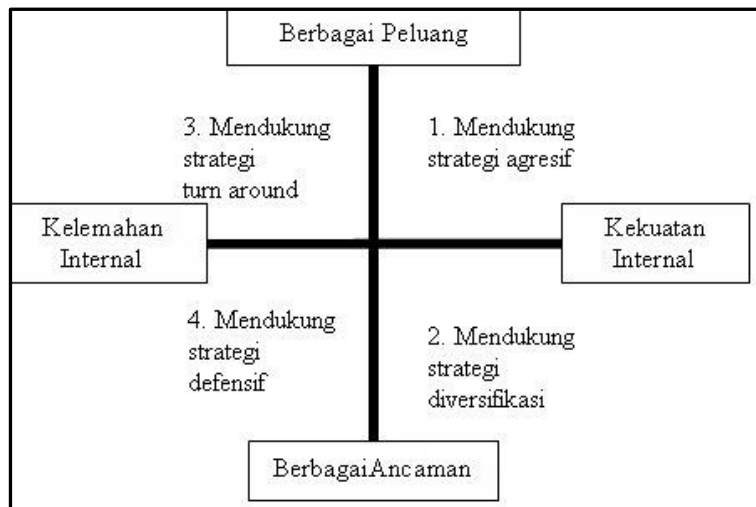 Berbagai Peluang
3. Mendukung
strategi
turn around
1. Mendukung
strategi agresif
Kelemahan
Internal
Kekuatan
Internal
4. Mendukung
strategi
defensif
2. Mendukung
strategi
diversifikasi
BerbagaiAncaman